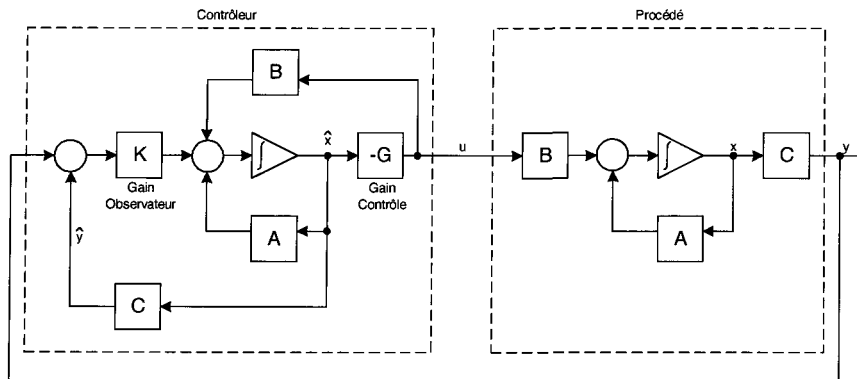 Contrôleur
Procédé
B
x̂
K
∫
-G
u
B
∫
x
C
y
Gain
Observateur
Gain
Contrôle
ŷ
A
A
C